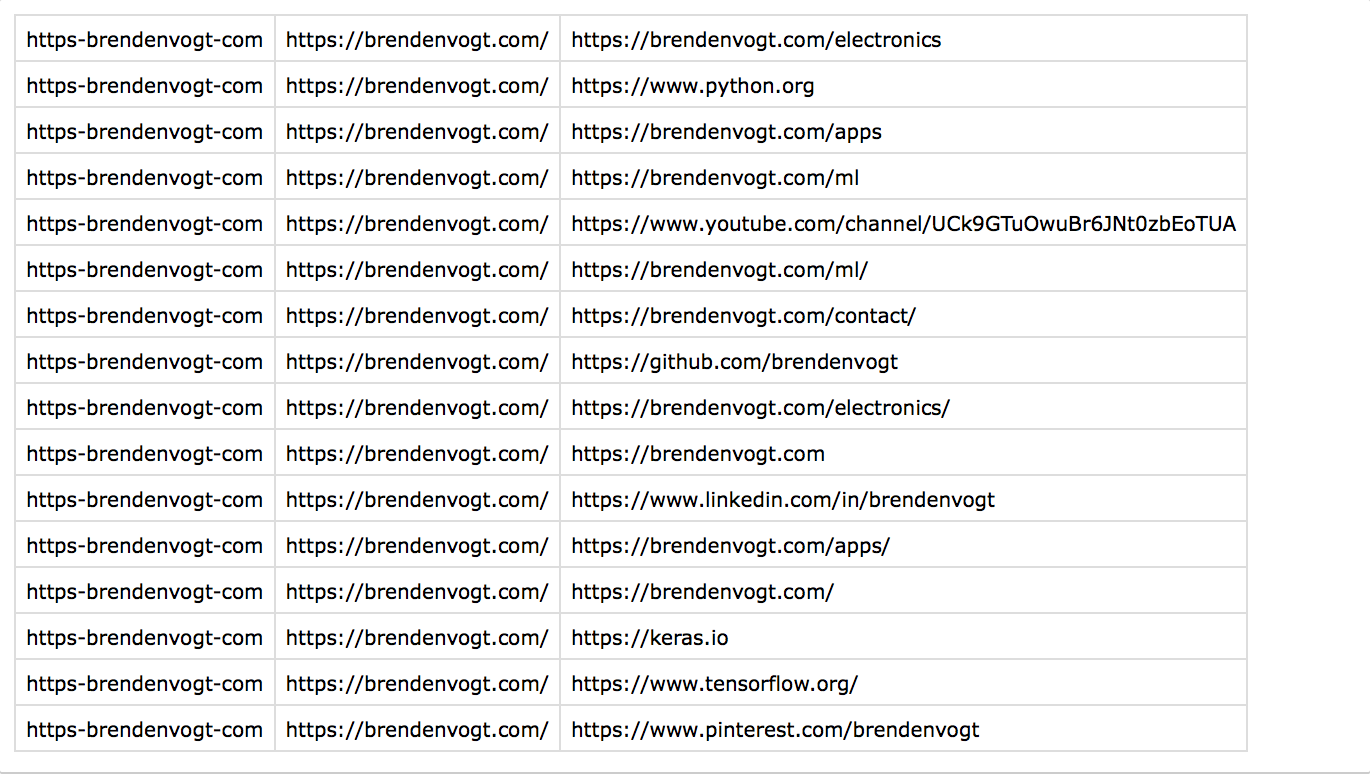 https-brendenvogt-com https://brendenvogt.com/ https://brendenvogt.com/electronics
https-brendenvogt-com https://brendenvogt.com/ https://www.python.org
https-brendenvogt-com https://brendenvogt.com/ https://brendenvogt.com/apps
https-brendenvogt-com https://brendenvogt.com/ https://brendenvogt.com/ml
https-brendenvogt-com https://brendenvogt.com/ https://www.youtube.com/channel/UCk9GTuOwuBr6JNt0zbEoTUA
https-brendenvogt-com https://brendenvogt.com/ https://brendenvogt.com/ml/
https-brendenvogt-com https://brendenvogt.com/ https://brendenvogt.com/contact/
https-brendenvogt-com https://brendenvogt.com/ https://github.com/brendenvogt
https-brendenvogt-com https://brendenvogt.com/ https://brendenvogt.com/electronics/
https-brendenvogt-com https://brendenvogt.com/ https://brendenvogt.com
https-brendenvogt-com https://brendenvogt.com/ https://www.linkedin.com/in/brendenvogt
https-brendenvogt-com https://brendenvogt.com/ https://brendenvogt.com/apps/
https-brendenvogt-com https://brendenvogt.com/ https://brendenvogt.com/
https-brendenvogt-com https://brendenvogt.com/ https://keras.io
https-brendenvogt-com https://brendenvogt.com/ https://www.tensorflow.org/
https-brendenvogt-com https://brendenvogt.com/ https://www.pinterest.com/brendenvogt